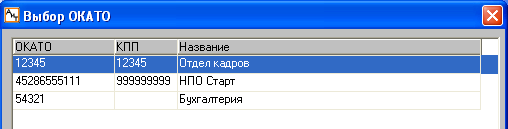 Выбор ОКАТО
ОКАТО КПП Название
12345 12345 Отдел кадров
45286555111 999999999 НПО Старт
54321 Бухгалтерия